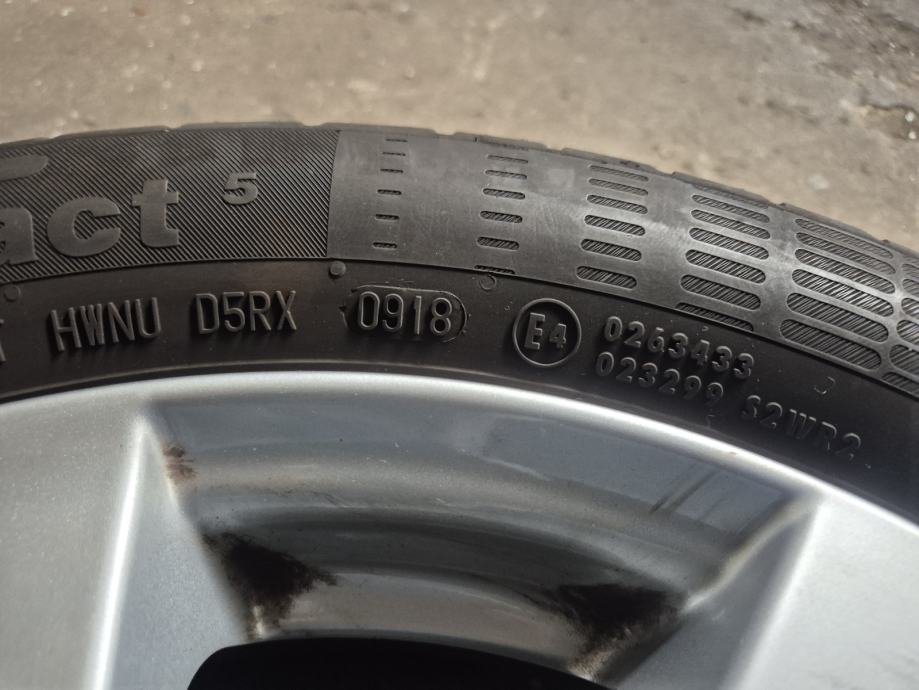 act 5
HWNU D5RX 0918 E4 0263433
023299 S2WR2